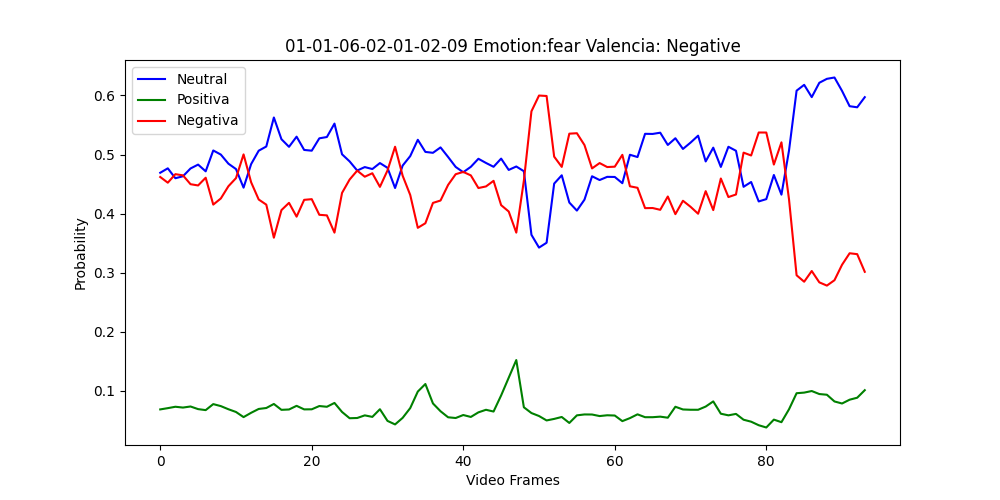 01-01-06-02-01-02-09 Emotion:fear Valencia: Negative
Neutral
Positiva
Negativa
0.6
0.5
0.4
0.3
0.2
0.1
Probability
0 20 40 60 80
Video Frames